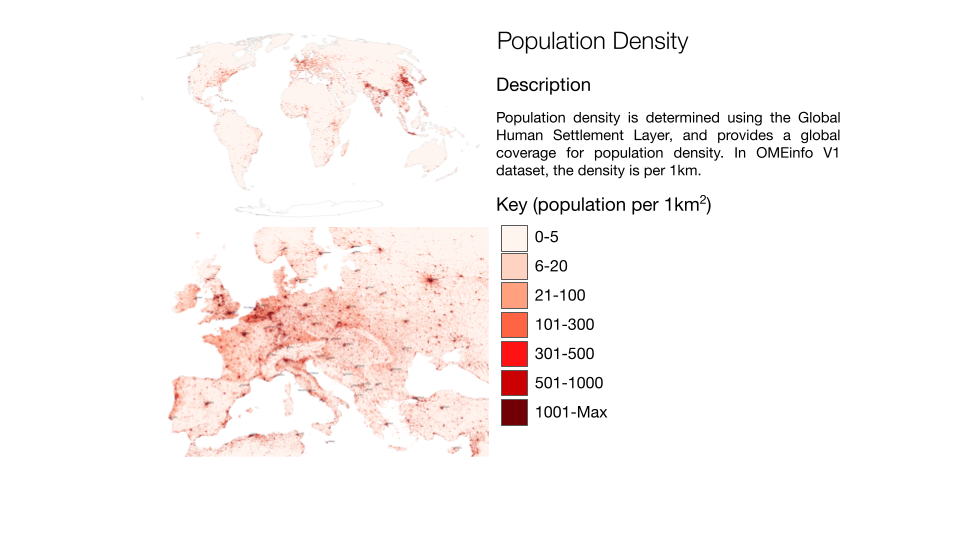 Population Density
Description
Population density is determined using the Global
Human Settlement Layer, and provides a global
coverage for population density. In OMEinfo V1
dataset, the density is per 1km.
Key (population per 1km²)
0-5
6-20
21-100
101-300
301-500
501-1000
1001-Max